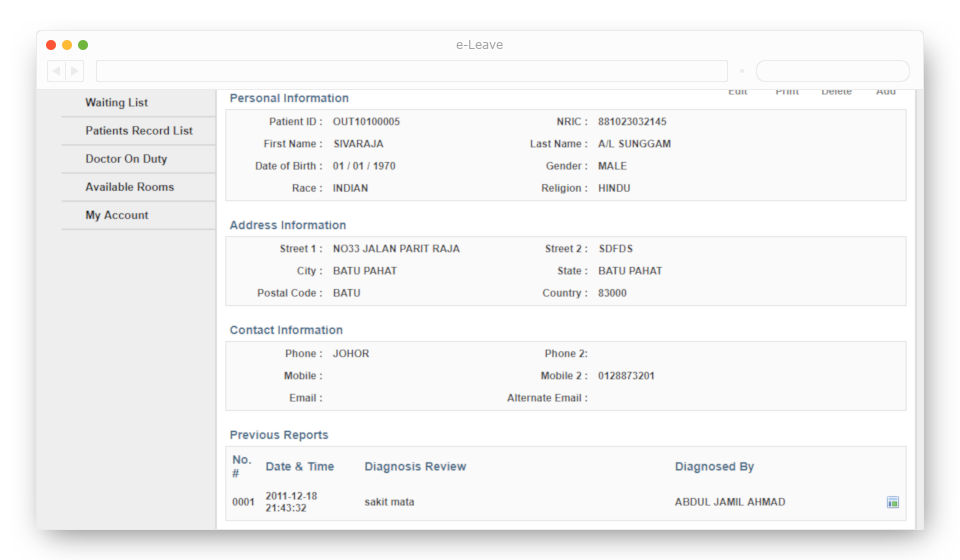 e-Leave
Edit Print Delete Add
Waiting List
Patients Record List
Doctor On Duty
Available Rooms
My Account
Personal Information
Patient ID : OUT10100005 NRIC : 881023032145
First Name : SIVARAJA Last Name : A/L SUNGGAM
Date of Birth : 01 / 01 / 1970 Gender : MALE
Race : INDIAN Religion : HINDU
Address Information
Street 1 : NO33 JALAN PARIT RAJA Street 2 : SDFDS
City : BATU PAHAT State : BATU PAHAT
Postal Code : BATU Country : 83000
Contact Information
Phone : JOHOR Phone 2:
Mobile : Mobile 2 : 0128873201
Email : Alternate Email :
Previous Reports
No. # Date & Time Diagnosis Review Diagnosed By
0001 2011-12-18 21:43:32 sakit mata ABDUL JAMIL AHMAD